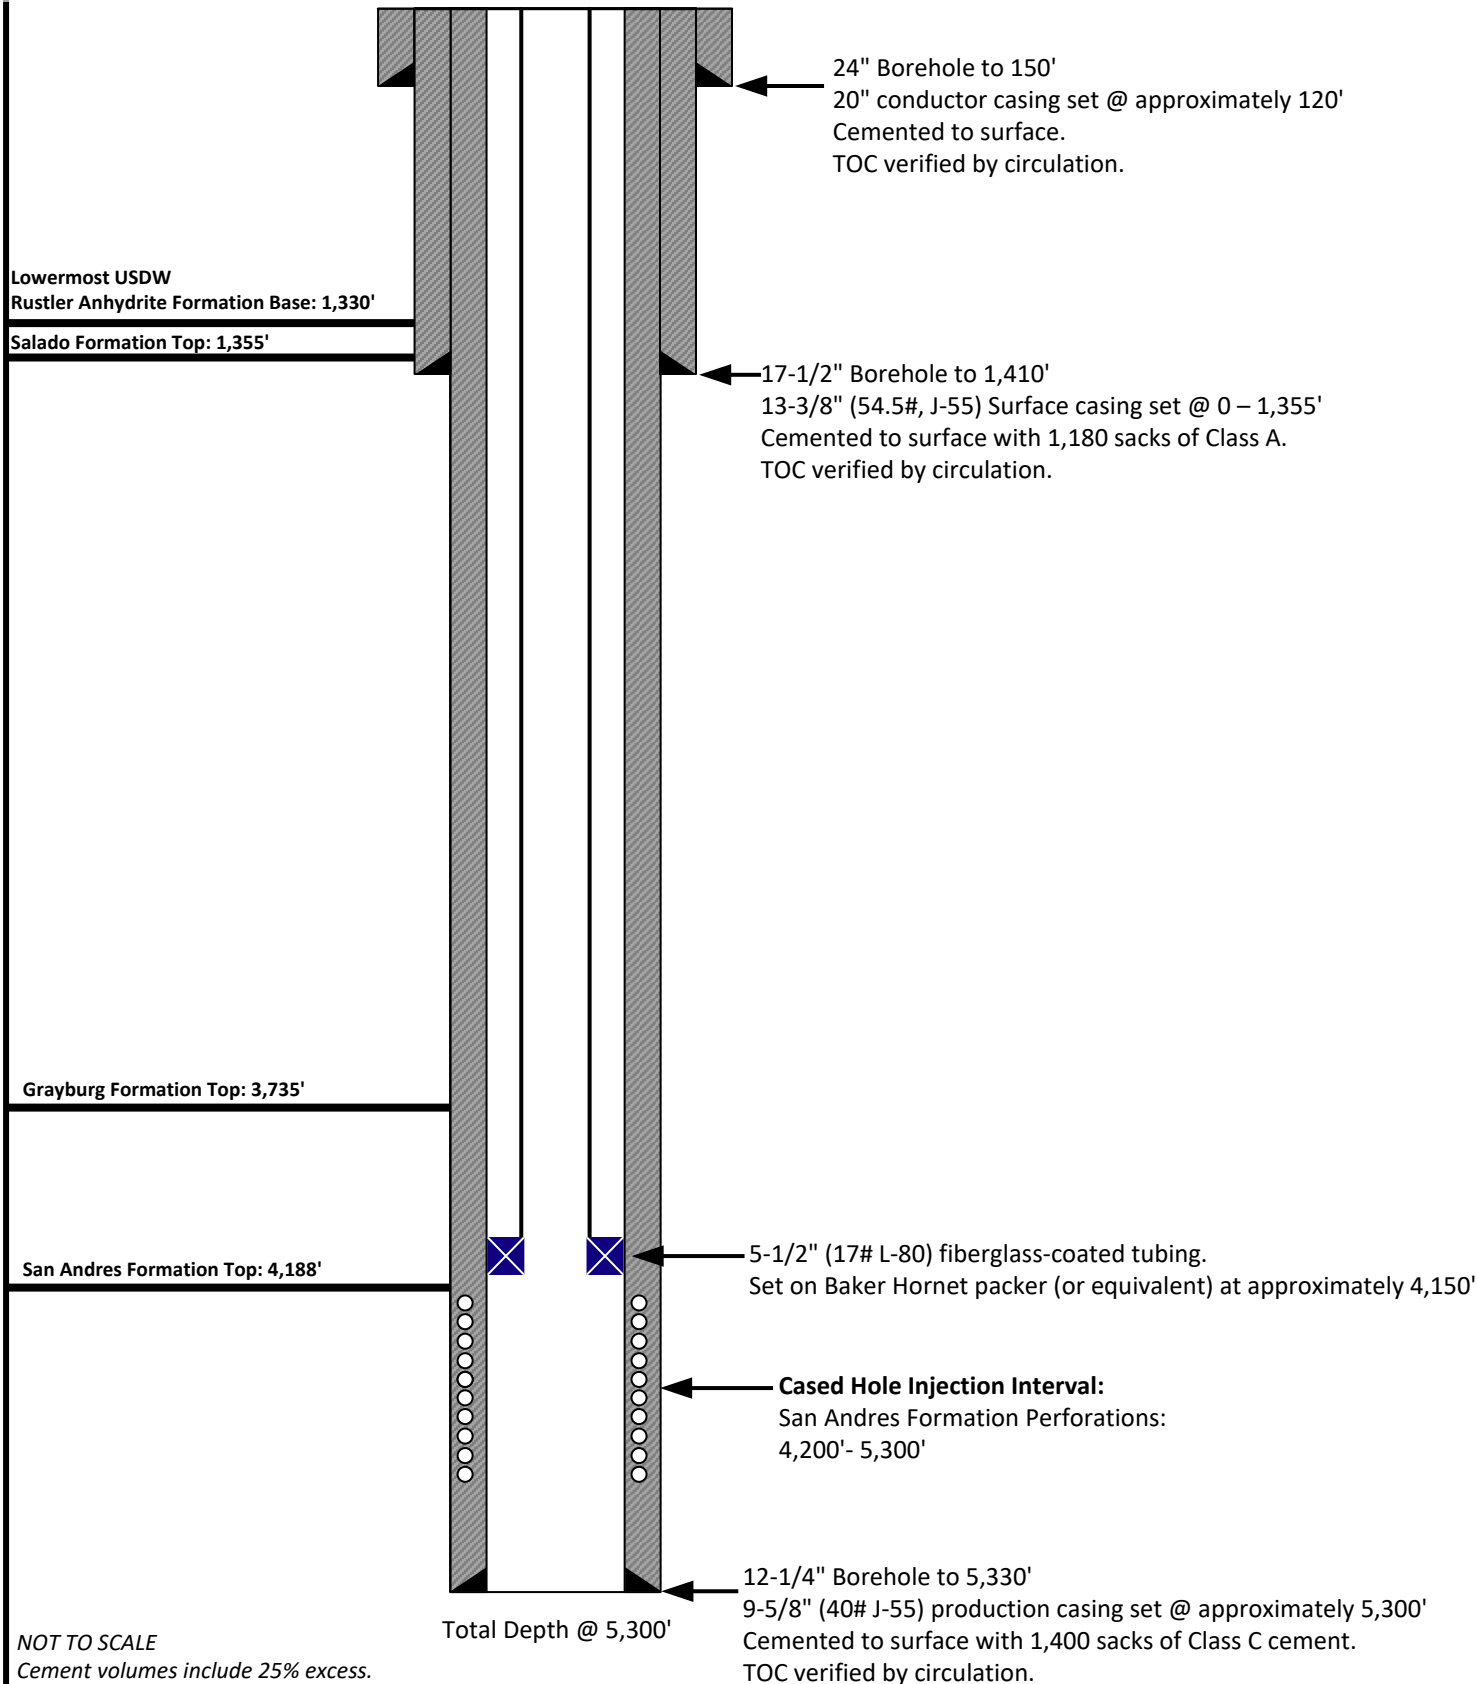 24" Borehole to 150'
20" conductor casing set @ approximately 120'
Cemented to surface.
TOC verified by circulation.
Lowermost USDW
Rustler Anhydrite Formation Base: 1,330'
Salado Formation Top: 1,355'
17-1/2" Borehole to 1,410'
13-3/8" (54.5#, J-55) Surface casing set @ 0 – 1,355'
Cemented to surface with 1,180 sacks of Class A.
TOC verified by circulation.
Grayburg Formation Top: 3,735'
San Andres Formation Top: 4,188'
5-1/2" (17# L-80) fiberglass-coated tubing.
Set on Baker Hornet packer (or equivalent) at approximately 4,150'
Cased Hole Injection Interval:
San Andres Formation Perforations:
4,200'- 5,300'
12-1/4" Borehole to 5,330'
9-5/8" (40# J-55) production casing set @ approximately 5,300'
Cemented to surface with 1,400 sacks of Class C cement.
TOC verified by circulation.
Total Depth @ 5,300'
NOT TO SCALE
Cement volumes include 25% excess.